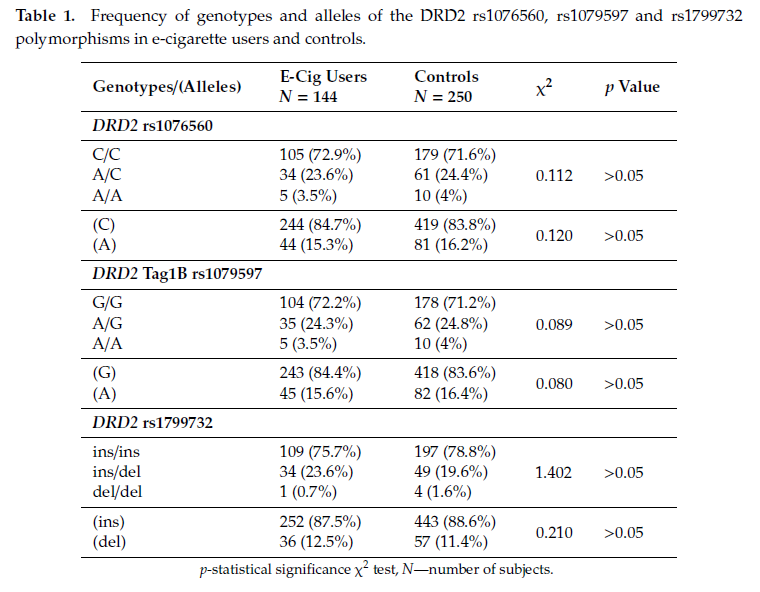 Table 1. Frequency of genotypes and alleles of the DRD2 rs1076560, rs1079597 and rs1799732
polymorphisms in e-cigarette users and controls.
Genotypes/(Alleles) E-Cig Users N = 144 Controls N = 250 χ² p Value
DRD2 rs1076560
C/C 105 (72.9%) 179 (71.6%)
A/C 34 (23.6%) 61 (24.4%) 0.112 >0.05
A/A 5 (3.5%) 10 (4%)
(C) 244 (84.7%) 419 (83.8%)
(A) 44 (15.3%) 81 (16.2%) 0.120 >0.05
DRD2 Tag1B rs1079597
G/G 104 (72.2%) 178 (71.2%)
A/G 35 (24.3%) 62 (24.8%) 0.089 >0.05
A/A 5 (3.5%) 10 (4%)
(G) 243 (84.4%) 418 (83.6%)
(A) 45 (15.6%) 82 (16.4%) 0.080 >0.05
DRD2 rs1799732
ins/ins 109 (75.7%) 197 (78.8%)
ins/del 34 (23.6%) 49 (19.6%) 1.402 >0.05
del/del 1 (0.7%) 4 (1.6%)
(ins) 252 (87.5%) 443 (88.6%)
(del) 36 (12.5%) 57 (11.4%) 0.210 >0.05
p-statistical significance χ² test, N—number of subjects.